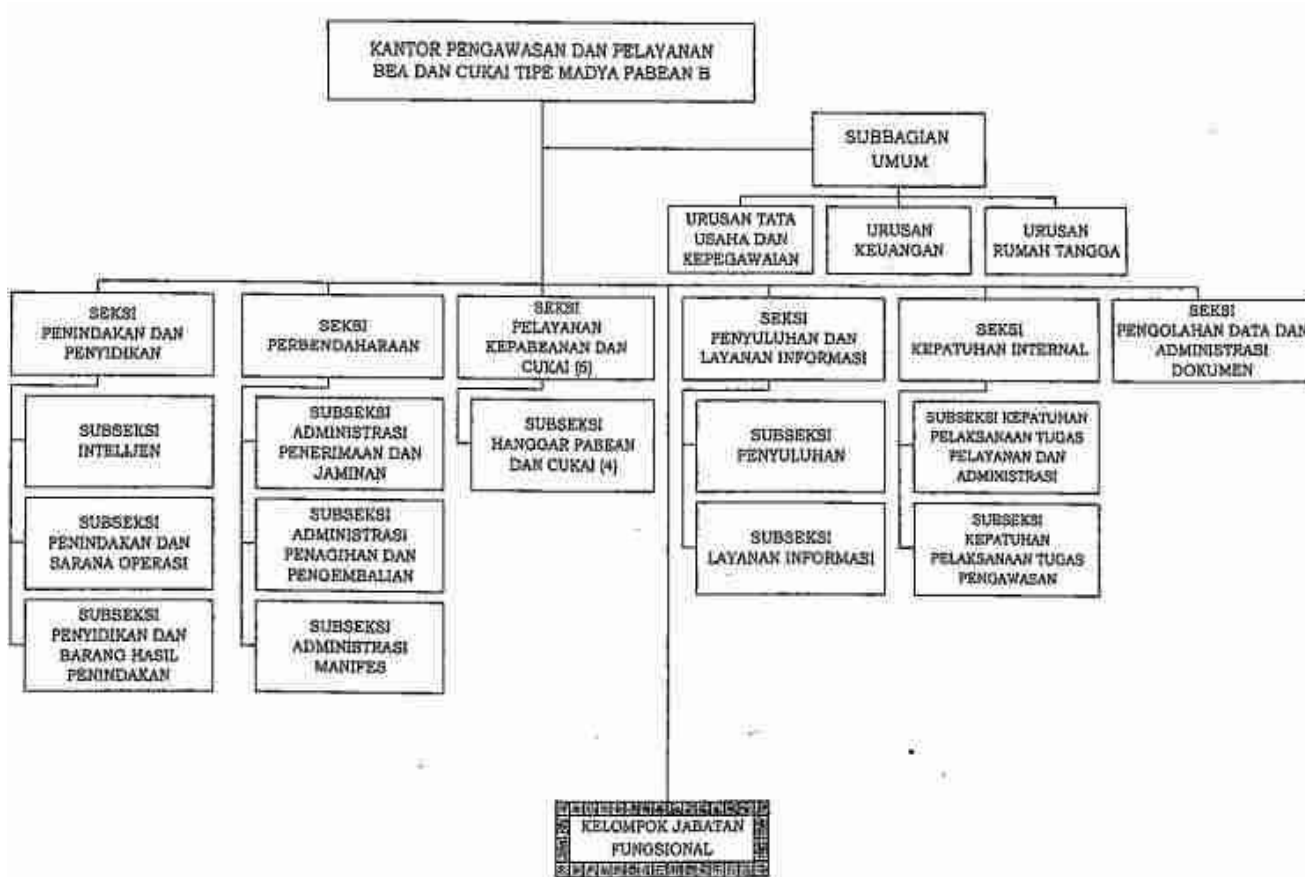 KANTOR PENGAWASAN DAN PELAYANAN
BEA DAN CUKAI TIPE MADYA PABEAN B
SUBBAGIAN
UMUM
URUSAN TATA
USAHA DAN
KEPEGAWAIAN
URUSAN
KEUANGAN
URUSAN
RUMAH TANGGA
SEKSI
PENINDAKAN DAN
PENYIDIKAN
SEKSI
PERBENDAHARAAN
SEKSI
PELAYANAN
KEPABEANAN DAN
CUKAI (5)
SEKSI
PENYULUHAN DAN
LAYANAN INFORMASI
SEKSI
KEPATUHAN INTERNAL
SEKSI
PENGOLAHAN DATA DAN
ADMINISTRASI
DOKUMEN
SUBSEKSI
INTELIJEN
SUBSEKSI
PENINDAKAN DAN
SARANA OPERASI
SUBSEKSI
PENYIDIKAN DAN
BARANG HASIL
PENINDAKAN
SUBSEKSI
ADMINISTRASI
PENERIMAAN DAN
JAMINAN
SUBSEKSI
ADMINISTRASI
PENAGIHAN DAN
PENGEMBALIAN
SUBSEKSI
ADMINISTRASI
MANIFES
SUBSEKSI
HANGGAR PABEAN
DAN CUKAI (4)
SUBSEKSI
PENYULUHAN
SUBSEKSI
LAYANAN INFORMASI
SUBSEKSI KEPATUHAN
PELAKSANAAN TUGAS
PELAYANAN DAN
ADMINISTRASI
SUBSEKSI
KEPATUHAN
PELAKSANAAN TUGAS
PENGAWASAN
KELOMPOK JABATAN
FUNGSIONAL